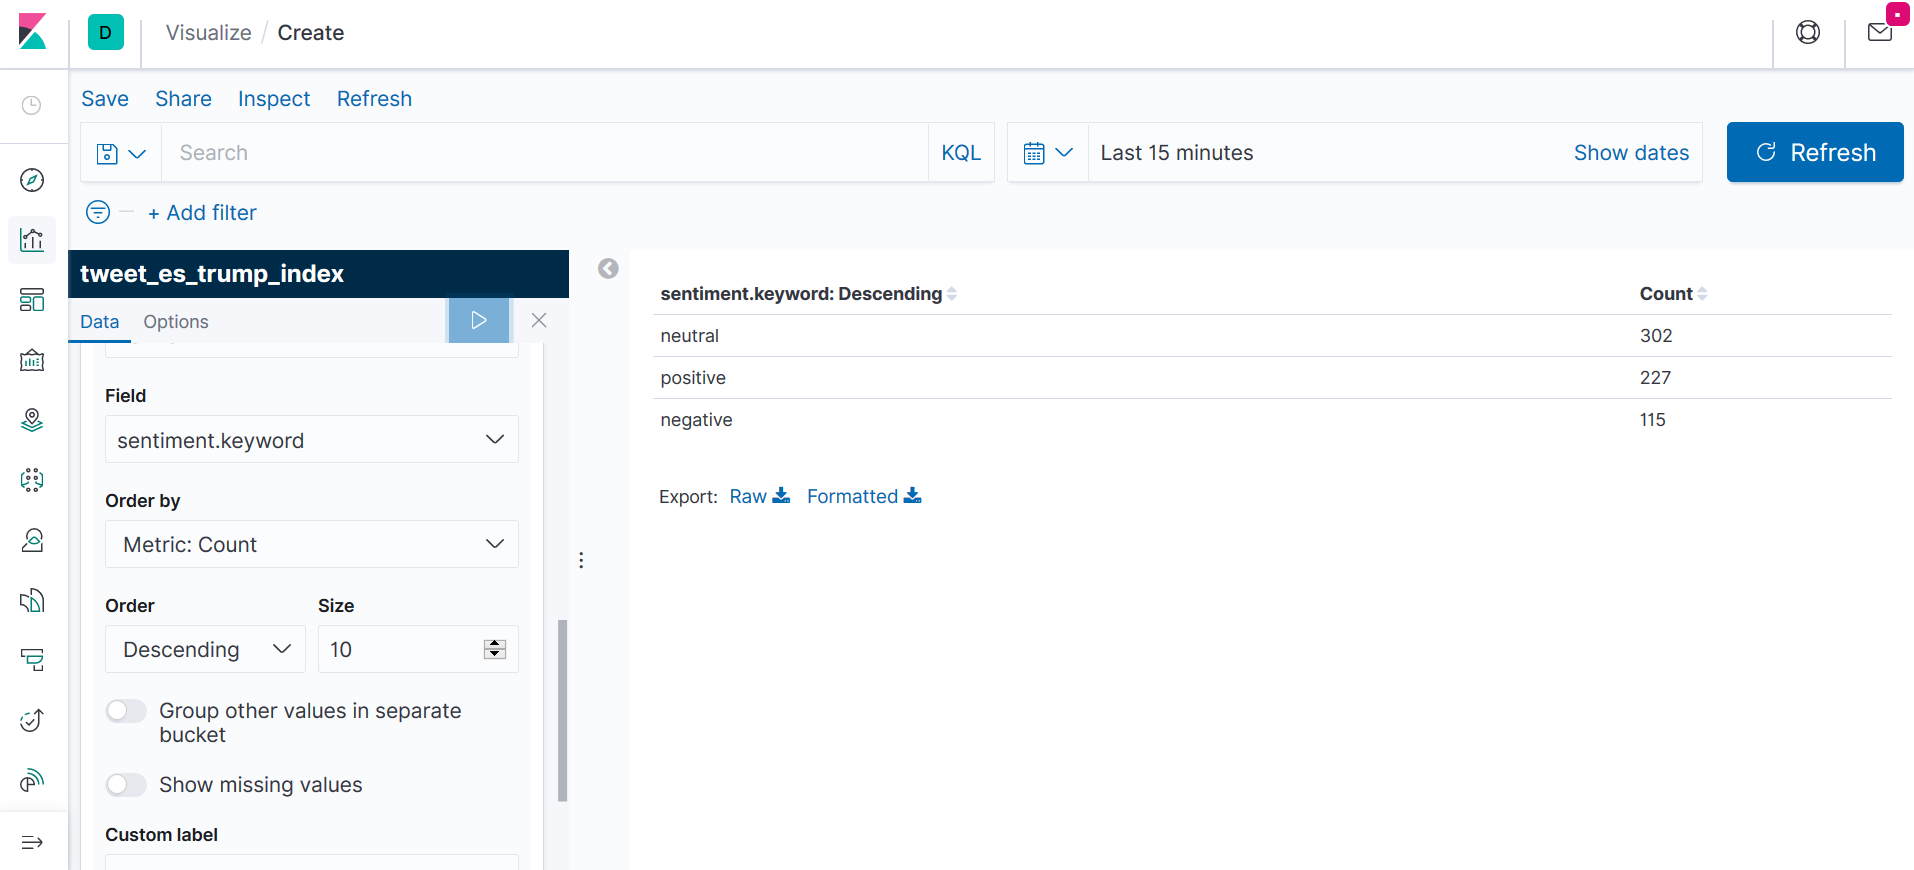 D
Visualize / Create
Save Share Inspect Refresh
Search KQL
Last 15 minutes Show dates
Refresh
+ Add filter
tweet_es_trump_index
Data Options
Field
sentiment.keyword
Order by
Metric: Count
Order Size
Descending 10
Group other values in separate
bucket
Show missing values
Custom label
sentiment.keyword: Descending Count
neutral 302
positive 227
negative 115
Export: Raw Formatted